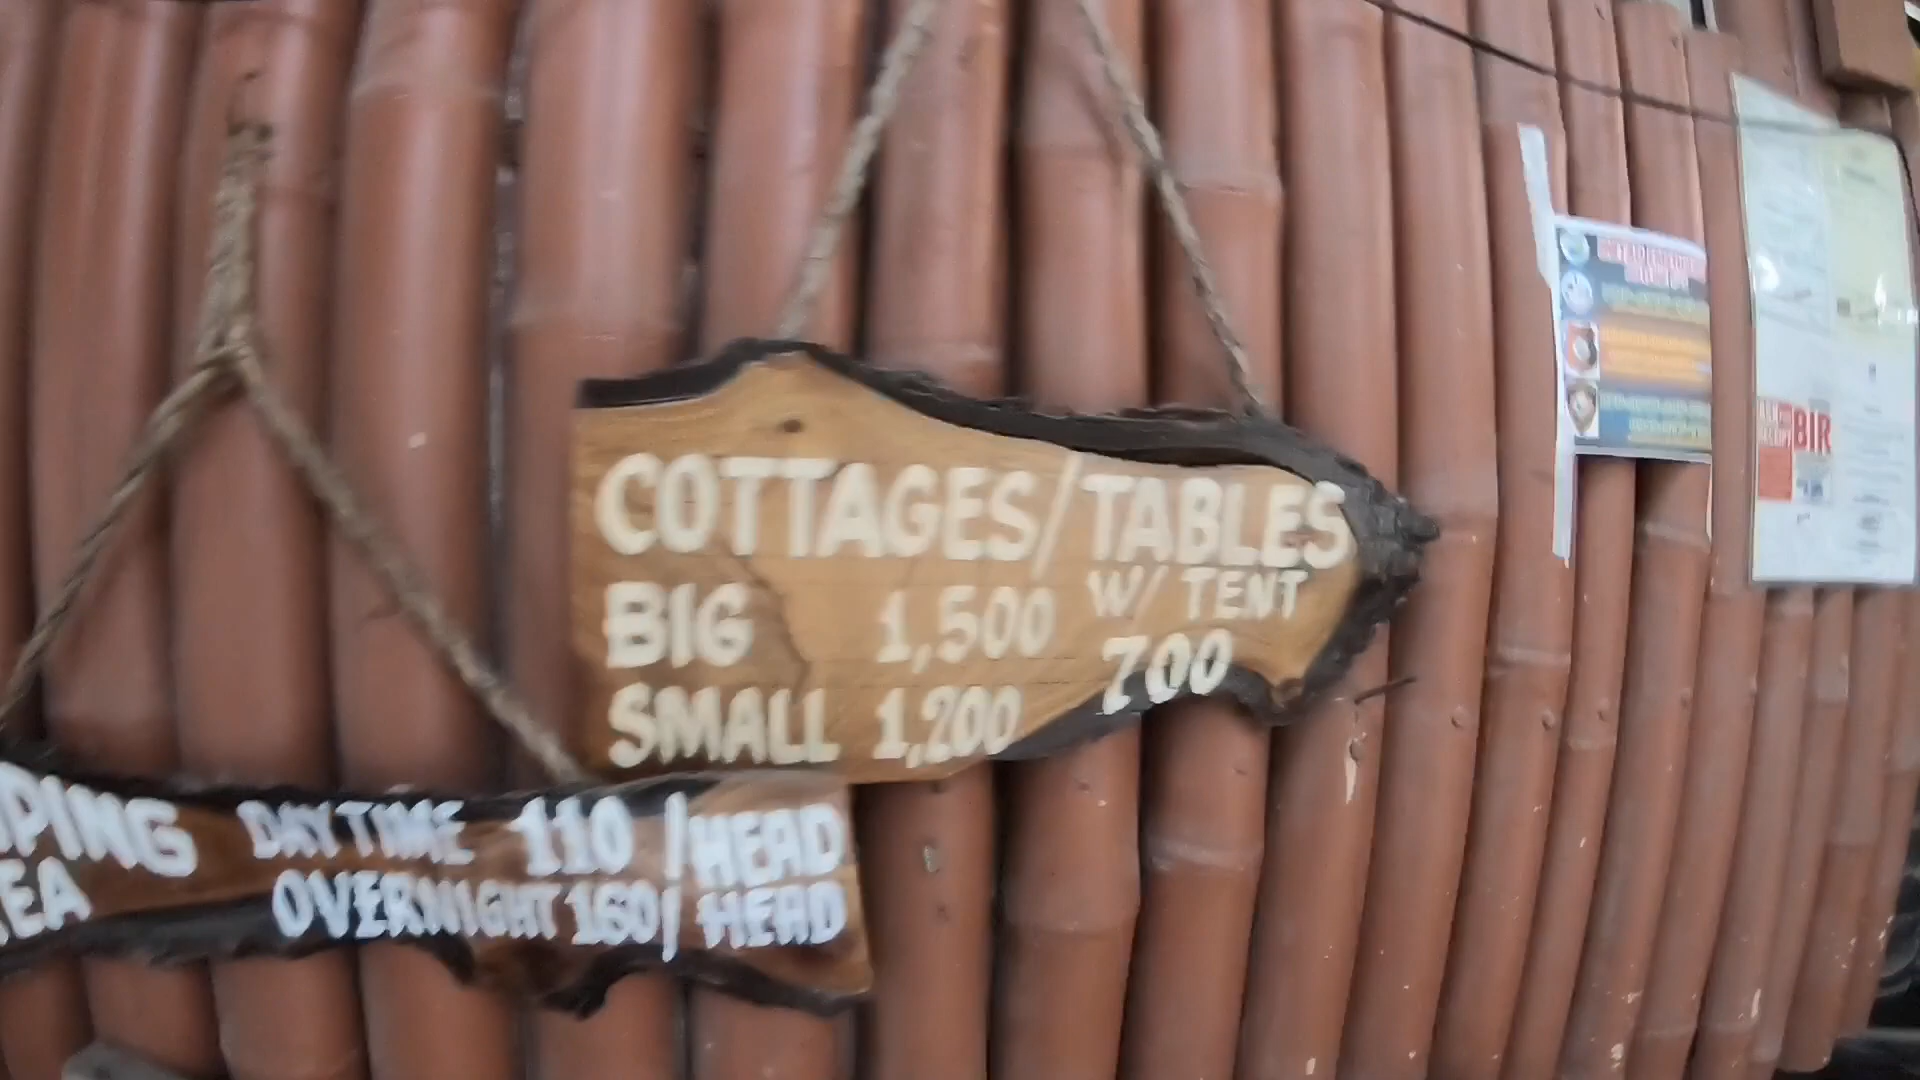 COTTAGES/TABLES
BIG 1,500 W/ TENT
SMALL 1,200 700
PING DAYTIME 110 /HEAD
EA OVERNIGHT 160/ HEAD
BIR